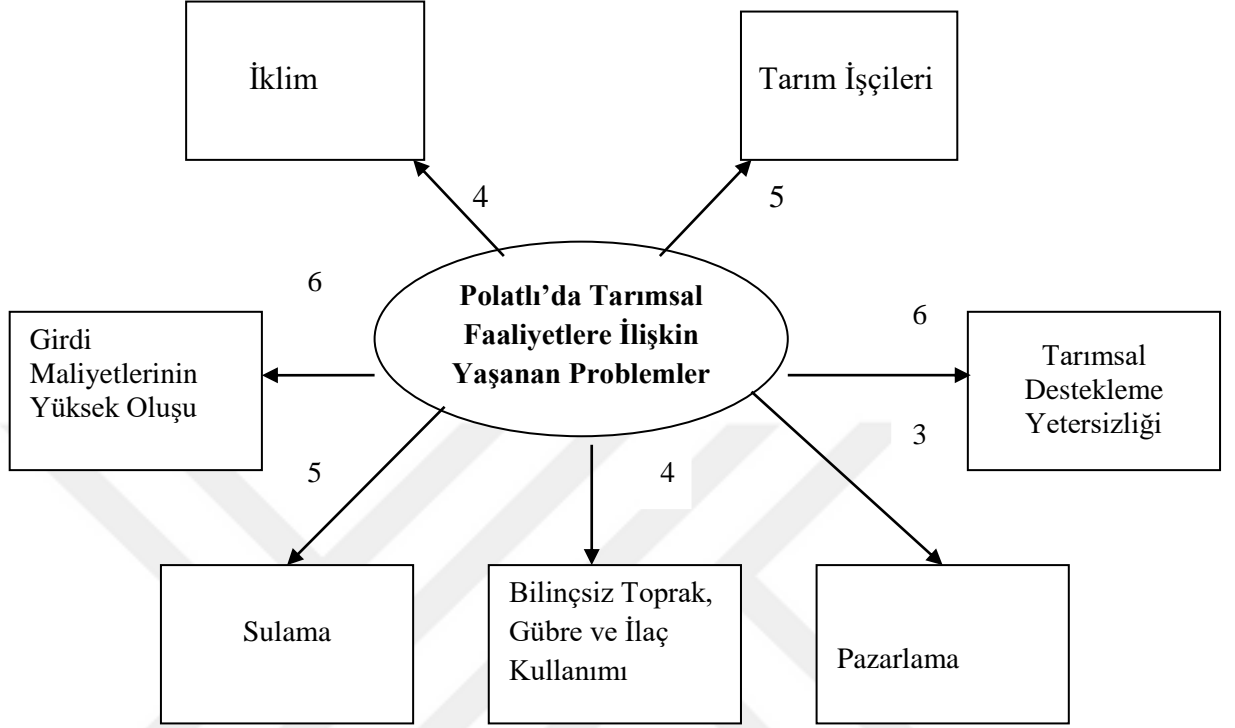 İklim
Tarım İşçileri
4
5
6
Polatlı’da Tarımsal
Faaliyetlere İlişkin
Yaşanan Problemler
6
Girdi
Maliyetlerinin
Yüksek Oluşu
Tarımsal
Destekleme
Yetersizliği
3
5
4
Sulama
Bilinçsiz Toprak,
Gübre ve İlaç
Kullanımı
Pazarlama